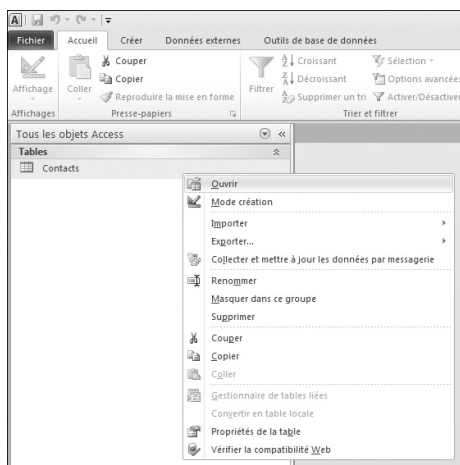 A
Fichier Accueil Créer Données externes Outils de base de données
Couper
Copier
Reproduire la mise en forme
Affichage
Coller
Filtrer
Croissant
Décroissant
Supprimer un tri
Sélection
Options avancées
Activer/Désactiver
Affichages Presse-papiers Trier et filtrer
Tous les objets Access
Tables
Contacts
Ouvrir
Mode création
Importer
Exporter...
Collecter et mettre à jour les données par messagerie
Renommer
Masquer dans ce groupe
Supprimer
Couper
Copier
Coller
Gestionnaire de tables liées
Convertir en table locale
Propriétés de la table
Vérifier la compatibilité Web